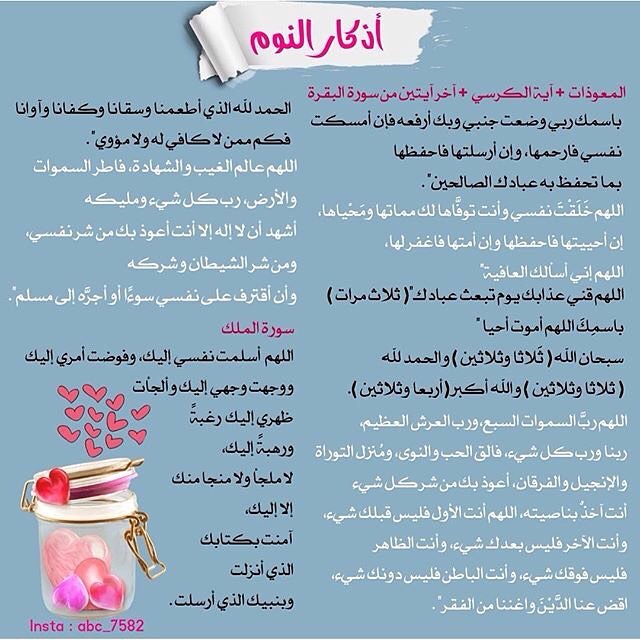 أذكار النوم
المعوذات + آية الكرسي + آخر آيتين من سورة البقرة
باسمك ربي وضعت جنبي وبك أرفعه فإن أمسكت
نفسي فارحمها، وإن أرسلتها فاحفظها
بما تحفظ به عبادك الصالحين".
اللهم خَلَقْتَ نفسي وأنت توفَّاها لك مماتها ومَحْياها،
إن أحييتها فاحفظها وإن أمتها فاغفر لها،
اللهم إني أسألك العافية"
اللهم قني عذابك يوم تبعث عبادك" ( ثلاث مرات )
باسمِكَ اللهم أموت أحيا "
سبحان الله ( ثَلاثا وثلاثين ) والحمد لله
( ثلاثا وثلاثين ) والله أكبر( أربعا وثلاثين).
اللهم ربَّ السموات السبع، ورب العرش العظيم،
ربنا ورب كل شيء، فالق الحب والنوى، ومُنزل التوراة
والإنجيل والفرقان، أعوذ بك من شر كل شيء
أنت آخذٌ بناصيته، اللهم أنت الأول فليس قبلك شيء،
وأنت الآخر فليس بعدك شيء، وأنت الظاهر
فليس فوقك شيء، وأنت الباطن فليس دونك شيء،
اقض عنا الدَّيْنَ واغننا من الفقر".
الحمد لله الذي أطعمنا وسقانا وكفانا وآوانا
فكم ممن لا كافي له ولا مؤوي".
اللهم عالم الغيب والشهادة، فاطر السموات
والأرض، رب كل شيء ومليكه
أشهد أن لا إله إلا أنت أعوذ بك من شر نفسي،
ومن شر الشيطان وشركه
وأن أقترف على نفسي سوءًا أو أجرَّه إلى مسلم".
سورة الملك
اللهم أسلمت نفسي إليك، وفوضت أمري إليك
ووجهت وجهي إليك وألجأت
ظهري إليك رغبةً
ورهبةً إليك،
لا ملجأ ولا منجا منك
إلا إليك،
آمنت بكتابك
الذي أنزلت
وبنبيك الذي أرسلت.
Insta : abc_7582